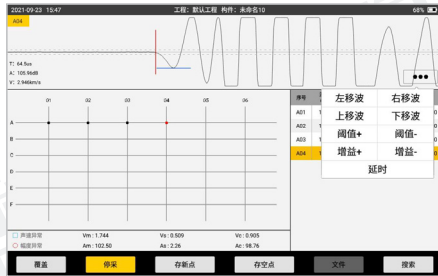 2021-09-23 15:47 工程: 默认工程 构件: 未命名10 68%
A04
T: 64.5us
A: 105.96dB
V: 2.946km/s
•••
01 02 03 04 05 06
A
B
C
D
E
F
序号
A01
A02
A03
A04
左移波 右移波
上移波 下移波
阈值+ 阈值-
增益+ 增益-
延时
声速异常 Vm : 1.744 Vs : 0.509 Vc : 0.905
幅度异常 Am : 102.50 As : 2.26 Ac : 98.76
覆盖 停采 存新点 存空点 文件 搜索